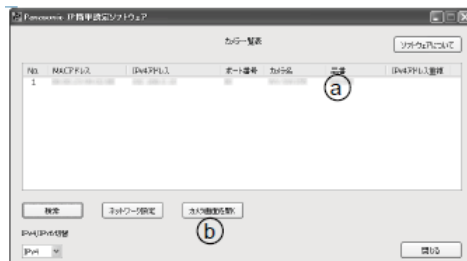 Panasonic IP簡単設定ソフトウェア
カメラ一覧表
ソフトウェアについて
No. MACアドレス IPv4アドレス ポート番号 カメラ名 品番 IPv4アドレス重複
1
a
検索 ネットワーク設定 カメラ画面を開く
b
IPv4/IPv6切替
IPv4 閉じる